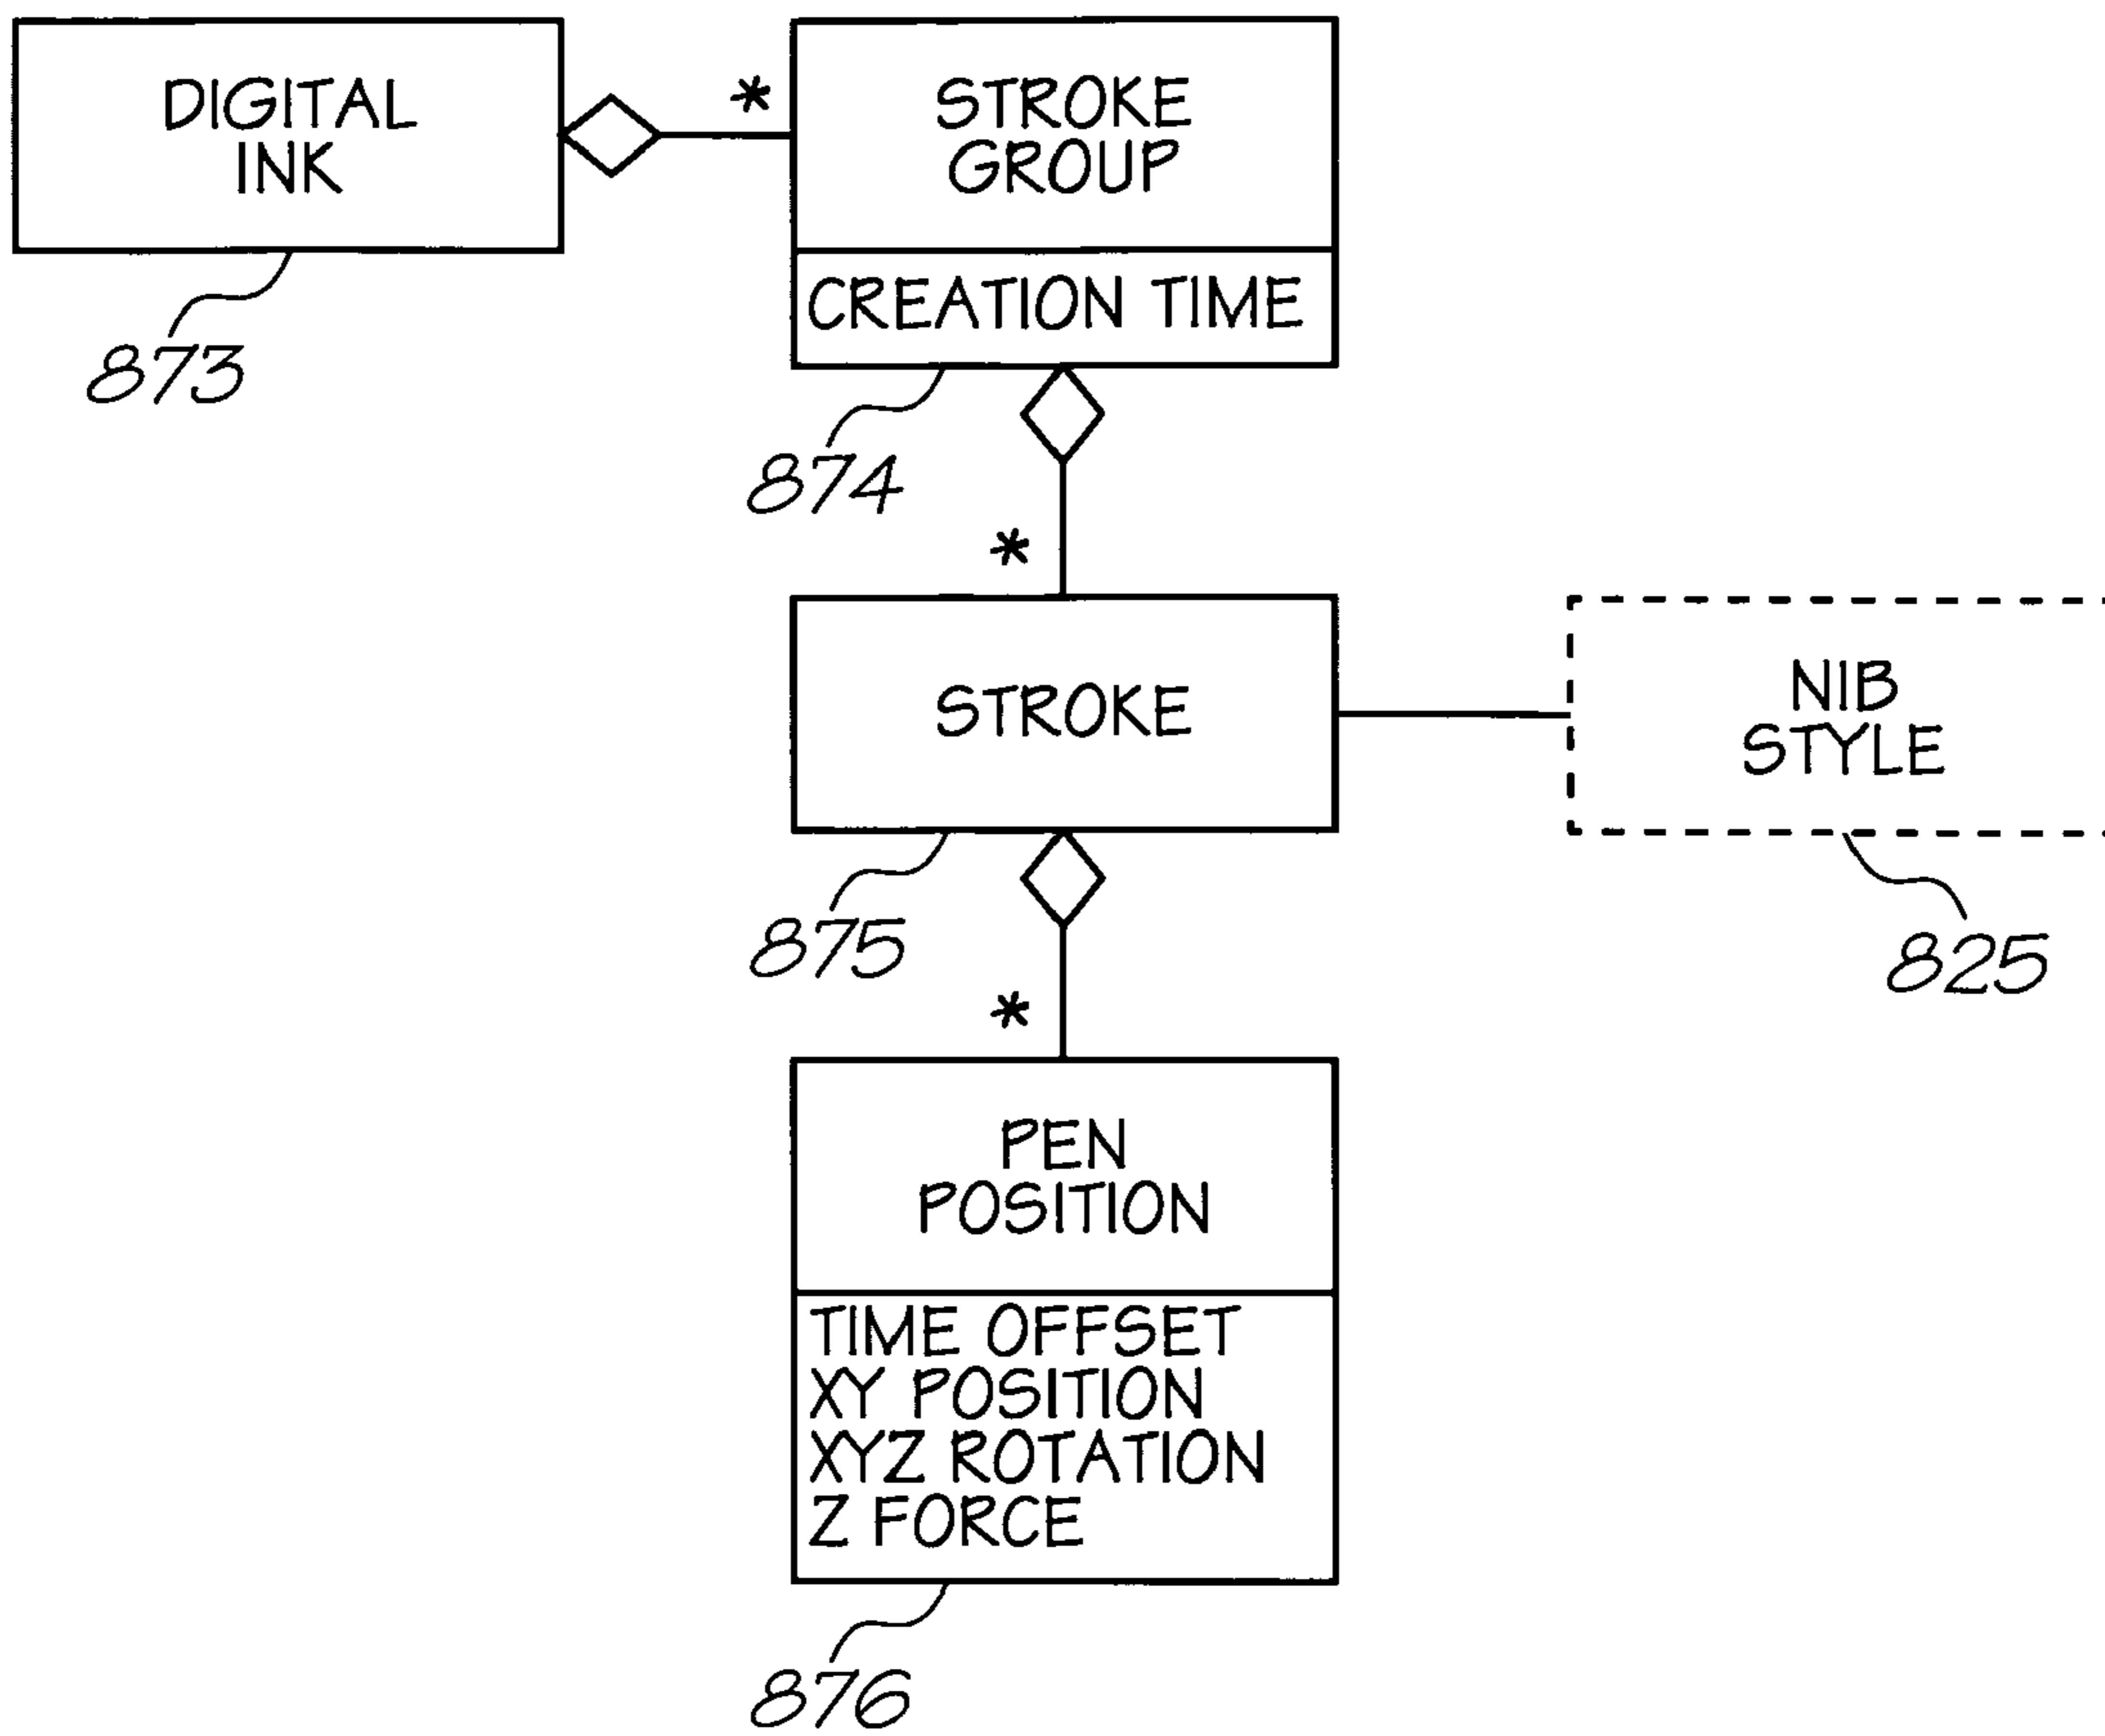 DIGITAL
INK
*
STROKE
GROUP
CREATION TIME
873
874
*
STROKE
NIB
STYLE
875
825
*
PEN
POSITION
TIME OFFSET
XY POSITION
XYZ ROTATION
Z FORCE
876